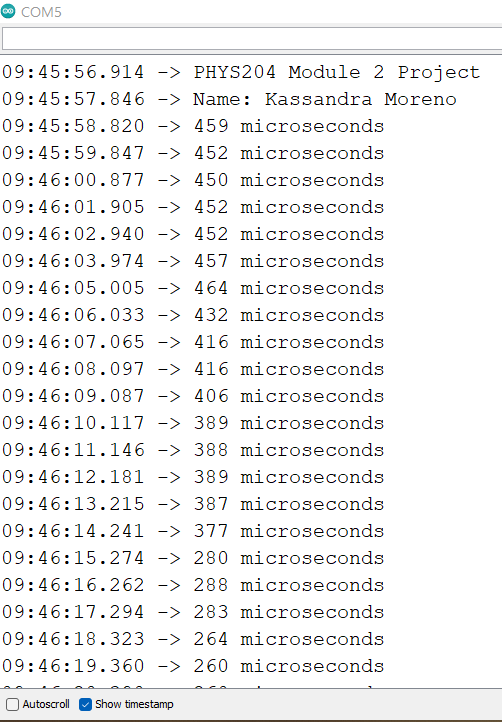 COM5
09:45:56.914 -> PHYS204 Module 2 Project
09:45:57.846 -> Name: Kassandra Moreno
09:45:58.820 -> 459 microseconds
09:45:59.847 -> 452 microseconds
09:46:00.877 -> 450 microseconds
09:46:01.905 -> 452 microseconds
09:46:02.940 -> 452 microseconds
09:46:03.974 -> 457 microseconds
09:46:05.005 -> 464 microseconds
09:46:06.033 -> 432 microseconds
09:46:07.065 -> 416 microseconds
09:46:08.097 -> 416 microseconds
09:46:09.087 -> 406 microseconds
09:46:10.117 -> 389 microseconds
09:46:11.146 -> 388 microseconds
09:46:12.181 -> 389 microseconds
09:46:13.215 -> 387 microseconds
09:46:14.241 -> 377 microseconds
09:46:15.274 -> 280 microseconds
09:46:16.262 -> 288 microseconds
09:46:17.294 -> 283 microseconds
09:46:18.323 -> 264 microseconds
09:46:19.360 -> 260 microseconds
Autoscroll Show timestamp